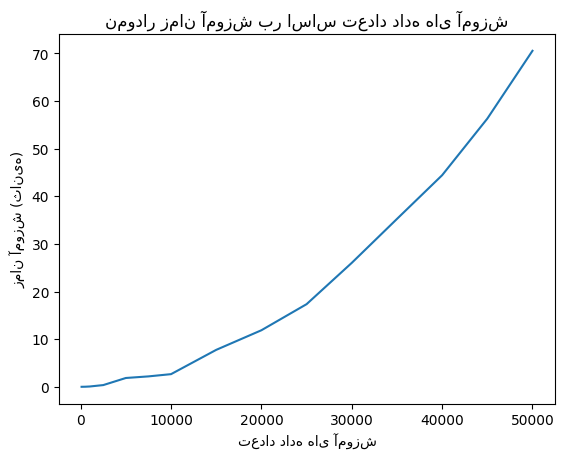 نمودار زمان آموزش بر اساس تعداد داده های آموزش
70
60
50
40
30
20
10
0
زمان آموزش (ثانیه)
0 10000 20000 30000 40000 50000
تعداد داده های آموزش